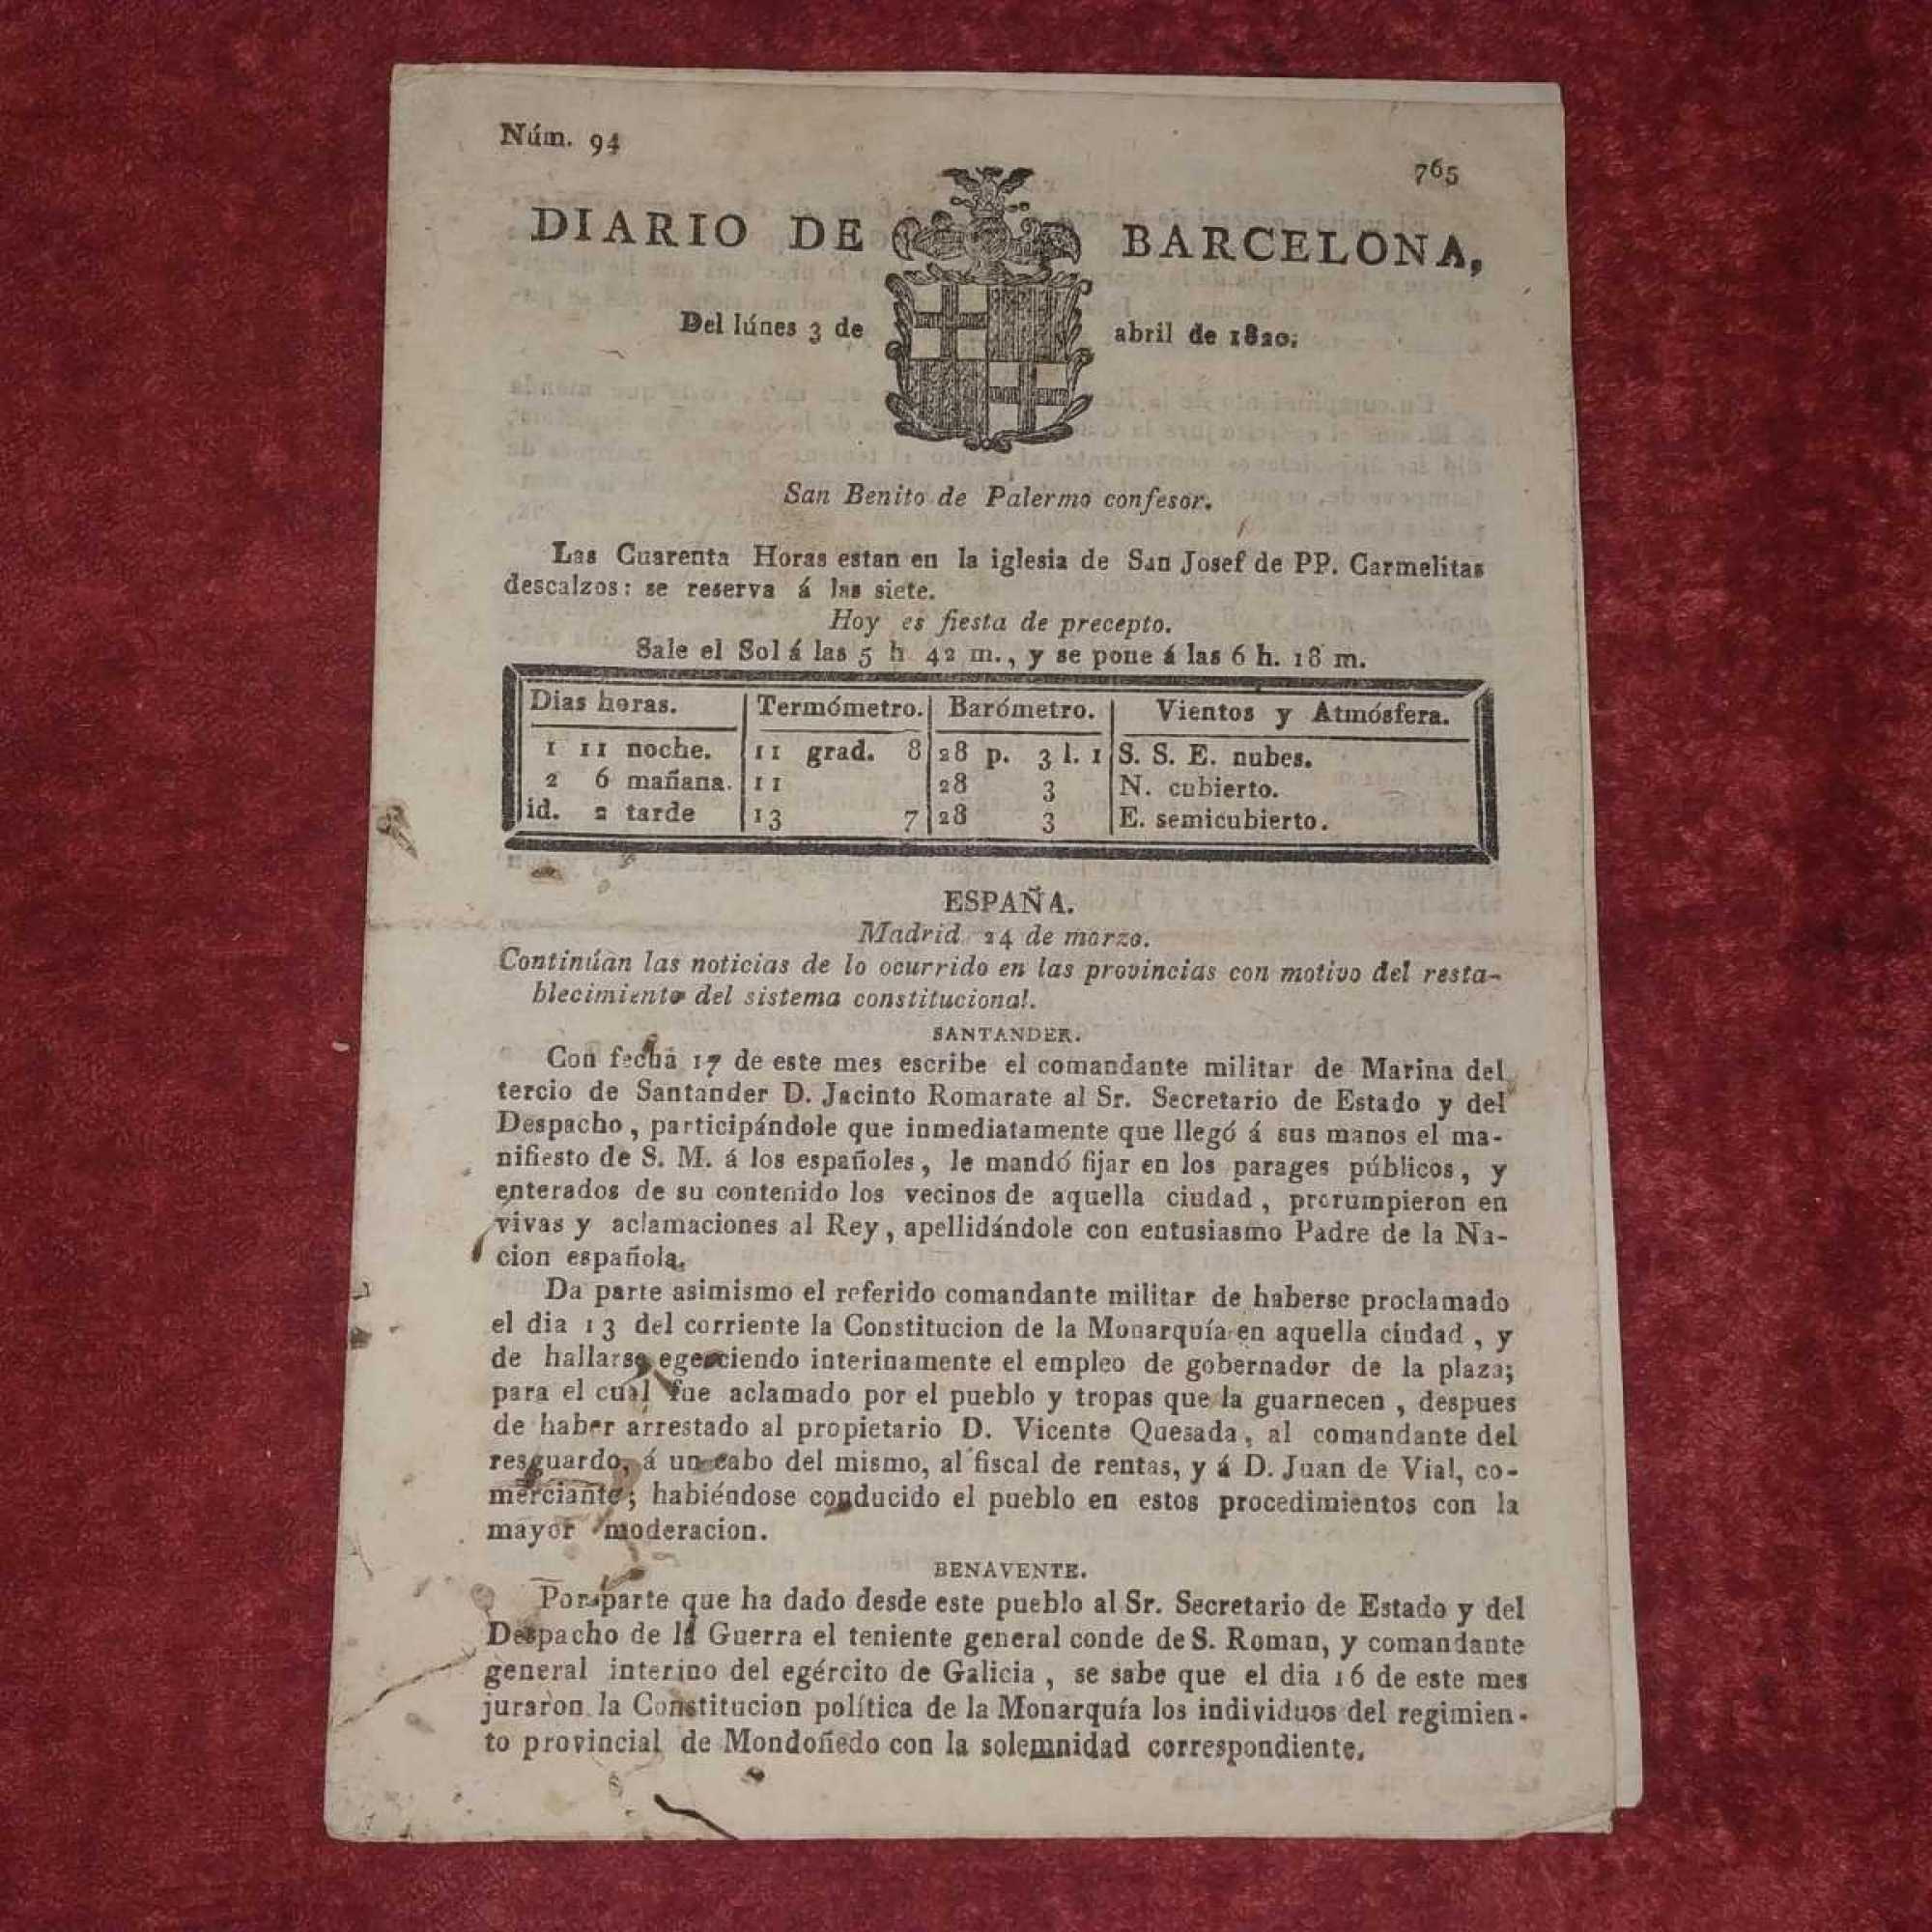 Núm. 94
765
DIARIO DE BARCELONA,
Del lúnes 3 de abril de 1820.
San Benito de Palermo confesor.
Las Cuarenta Horas estan en la iglesia de San Josef de PP. Carmelitas
descalzos: se reserva á las siete.
Hoy es fiesta de precepto.
Sale el Sol á las 5 h 42 m., y se pone á las 6 h. 18 m.
Dias horas. Termómetro. Barómetro. Vientos y Atmósfera.
1 11 noche. 11 grad. 8 28 p. 3 l. 1 S. S. E. nubes.
2 6 mañana. 11 28 3 N. cubierto.
id. 2 tarde 13 7 28 3 E. semicubierto.
ESPAÑA.
Madrid 24 de marzo.
Continúan las noticias de lo ocurrido en las provincias con motivo del resta-
blecimiento del sistema constitucional.
SANTANDER.
Con fecha 17 de este mes escribe el comandante militar de Marina del
tercio de Santander D. Jacinto Romarate al Sr. Secretario de Estado y del
Despacho, participándole que inmediatamente que llegó á sus manos el ma-
nifiesto de S. M. á los españoles, le mandó fijar en los parages públicos, y
enterados de su contenido los vecinos de aquella ciudad, prorumpieron en
vivas y aclamaciones al Rey, apellidándole con entusiasmo Padre de la Na-
cion española.
Da parte asimismo el referido comandante militar de haberse proclamado
el dia 13 del corriente la Constitucion de la Monarquía en aquella ciudad, y
de hallarse egerciendo interinamente el empleo de gobernador de la plaza;
para el cual fue aclamado por el pueblo y tropas que la guarnecen, despues
de haber arrestado al propietario D. Vicente Quesada, al comandante del
resguardo, á un cabo del mismo, al fiscal de rentas, y á D. Juan de Vial, co-
merciante; habiéndose conducido el pueblo en estos procedimientos con la
mayor moderacion.
BENAVENTE.
Por parte que ha dado desde este pueblo al Sr. Secretario de Estado y del
Despacho de la Guerra el teniente general conde de S. Roman, y comandante
general interino del egército de Galicia, se sabe que el dia 16 de este mes
juraron la Constitucion política de la Monarquía los individuos del regimien-
to provincial de Mondoñedo con la solemnidad correspondiente.